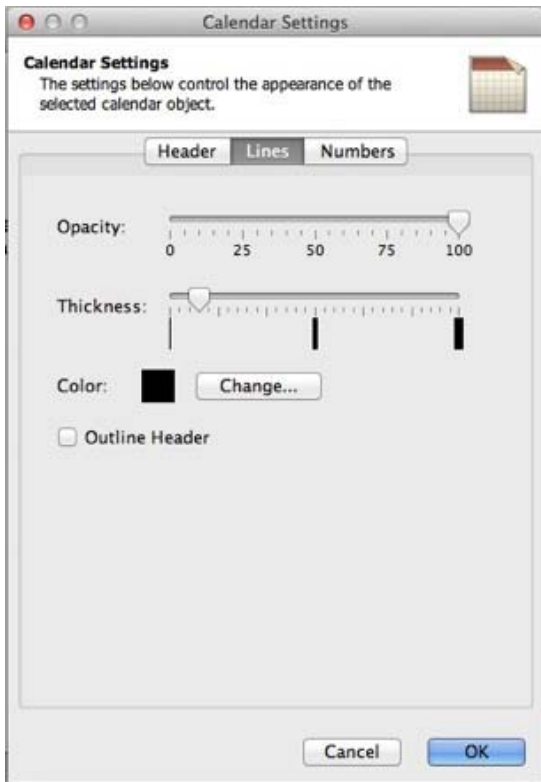 Calendar Settings
Calendar Settings
The settings below control the appearance of the
selected calendar object.
Header Lines Numbers
Opacity:
0 25 50 75 100
Thickness:
Color: Change...
Outline Header
Cancel OK